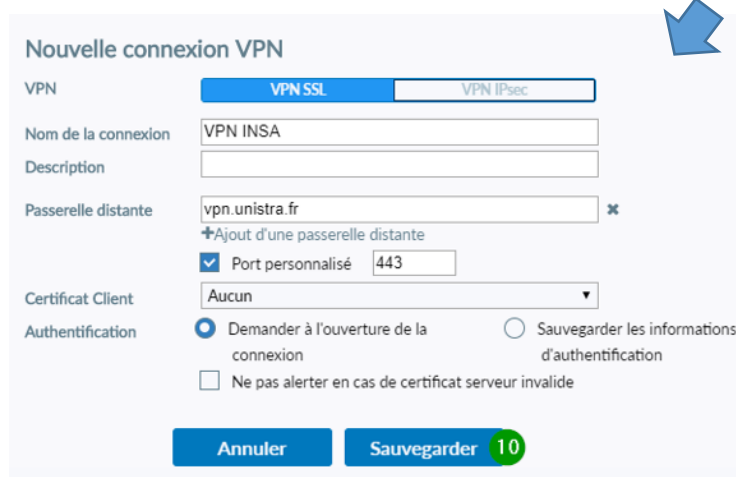 Nouvelle connexion VPN
VPN
VPN SSL
VPN IPsec
Nom de la connexion
VPN INSA
Description
Passerelle distante
vpn.unistra.fr
+Ajout d'une passerelle distante
Port personnalisé
443
Certificat Client
Aucun
Authentification
Demander à l'ouverture de la
connexion
Sauvegarder les informations
d'authentification
Ne pas alerter en cas de certificat serveur invalide
Annuler
Sauvegarder
10